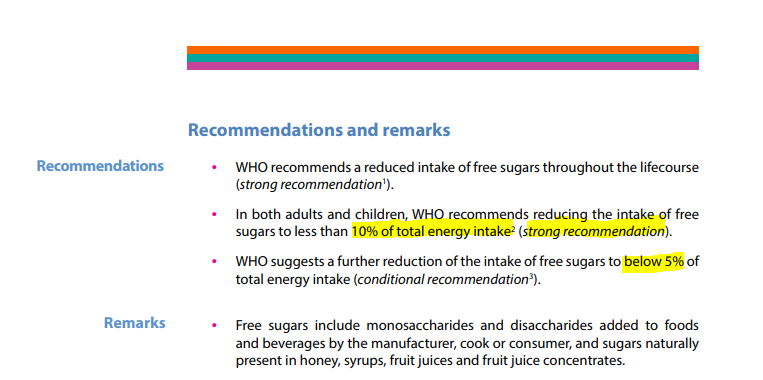 Recommendations and remarks
Recommendations
• WHO recommends a reduced intake of free sugars throughout the lifecourse
(strong recommendation¹).
• In both adults and children, WHO recommends reducing the intake of free
sugars to less than 10% of total energy intake² (strong recommendation).
• WHO suggests a further reduction of the intake of free sugars to below 5% of
total energy intake (conditional recommendation³).
Remarks
• Free sugars include monosaccharides and disaccharides added to foods
and beverages by the manufacturer, cook or consumer, and sugars naturally
present in honey, syrups, fruit juices and fruit juice concentrates.